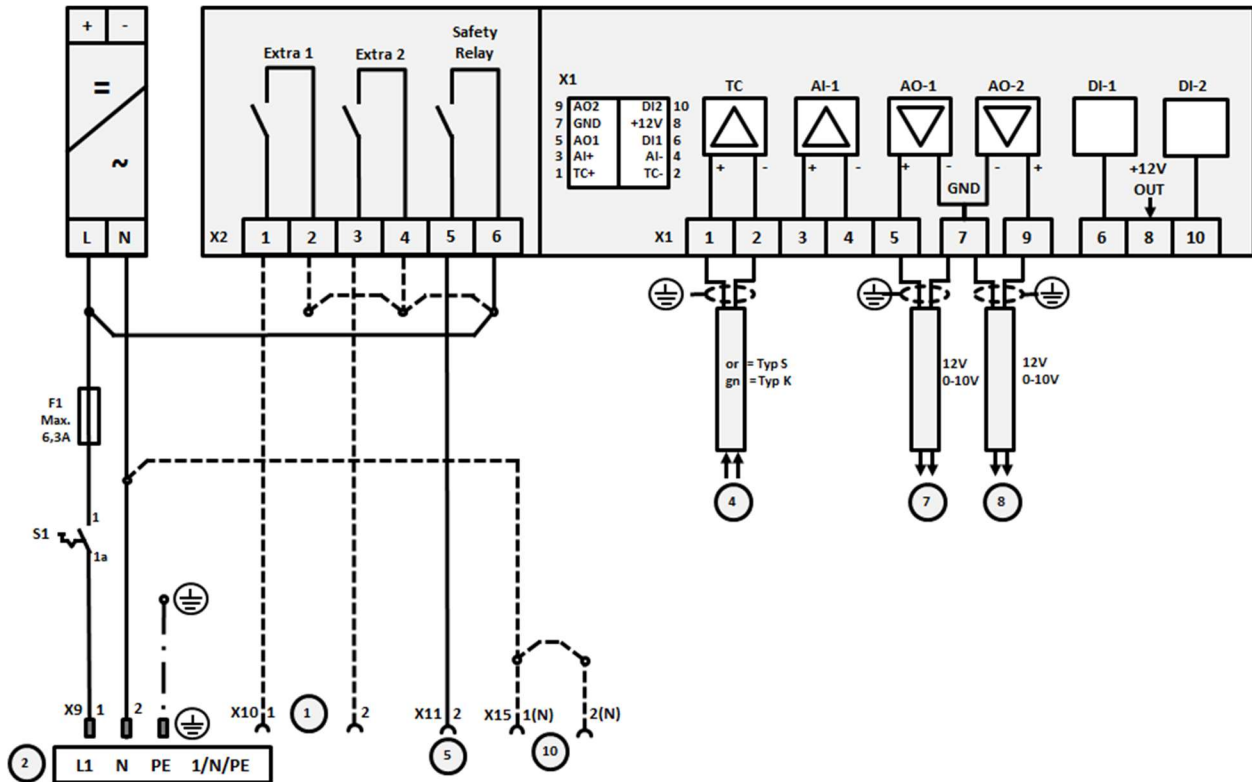 + -
=
~
L N
Extra 1 Extra 2 Safety
Relay
X2 1 2 3 4 5 6
X1
9 AO2 DI2 10
7 GND +12V 8
5 AO1 DI1 6
3 AI+ AI- 4
1 TC+ TC- 2
TC AI-1 AO-1 AO-2 DI-1 DI-2
+ - + - + - - +
GND
+12V
OUT
X1 1 2 3 4 5 7 9 6 8 10
or = Typ S
gn = Typ K
12V
0-10V
12V
0-10V
F1
Max.
6,3A
4 7 8
1
S1
1a
X9 1 2
X10 1 1 2
X11 2
X15 1(N) 2(N)
5 10
2 L1 N PE 1/N/PE